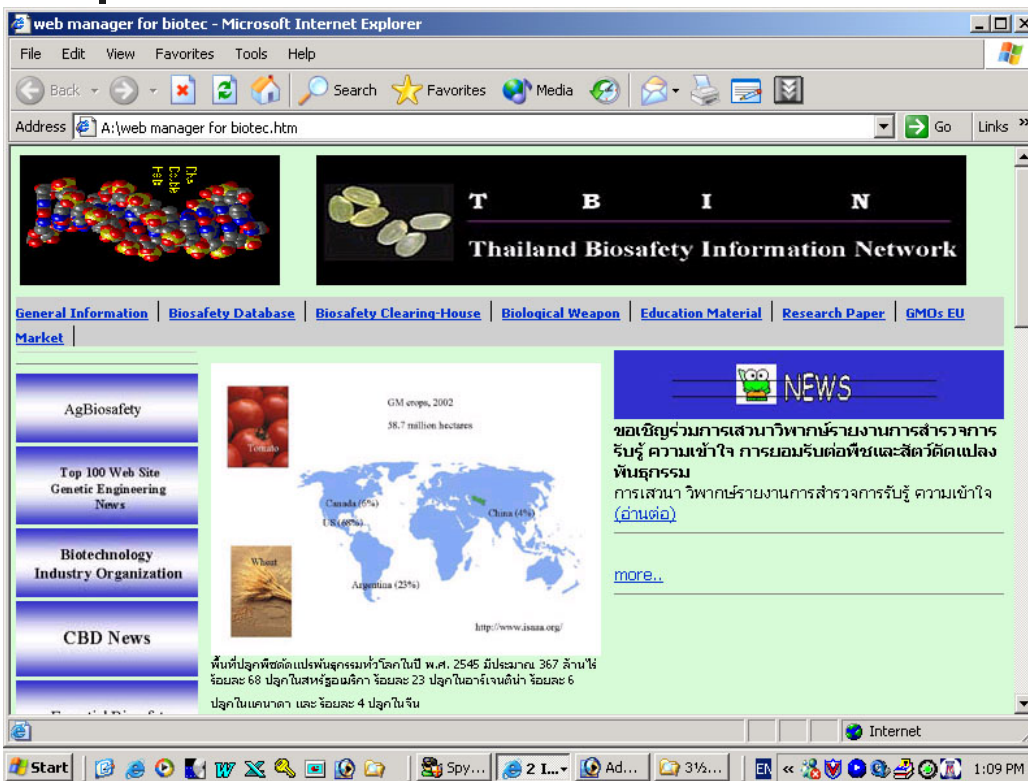 web manager for biotec - Microsoft Internet Explorer
File Edit View Favorites Tools Help
Back Search Favorites Media
Address A:\web manager for biotec.htm Go Links »
T B I N
Thailand Biosafety Information Network
General Information | Biosafety Database | Biosafety Clearing-House | Biological Weapon | Education Material | Research Paper | GMOs EU
Market |
AgBiosafety
Top 100 Web Site
Genetic Engineering
News
Biotechnology
Industry Organization
CBD News
GM crops, 2002
58.7 million hectares
Tomato
Canada (6%)
US (68%)
China (4%)
Wheat
Argentina (23%)
http://www.isaaa.org/
พื้นที่ปลูกพืชดัดแปรพันธุกรรมทั่วโลกในปี พ.ศ. 2545 มีประมาณ 367 ล้านไร่
ร้อยละ 68 ปลูกในสหรัฐอเมริกา ร้อยละ 23 ปลูกในอาร์เจนตีน่า ร้อยละ 6
ปลูกในแคนาดา และ ร้อยละ 4 ปลูกในจีน
NEWS
ขอเชิญร่วมการเสวนาวิพากษ์รายงานการสำรวจการ
รับรู้ ความเข้าใจ การยอมรับต่อพืชและสัตว์ดัดแปลง
พันธุกรรม
การเสวนา วิพากษ์รายงานการสำรวจการรับรู้ ความเข้าใจ
(อ่านต่อ)
more..
Internet
Start Spy... 2 I... Ad... 3½... EN « 1:09 PM